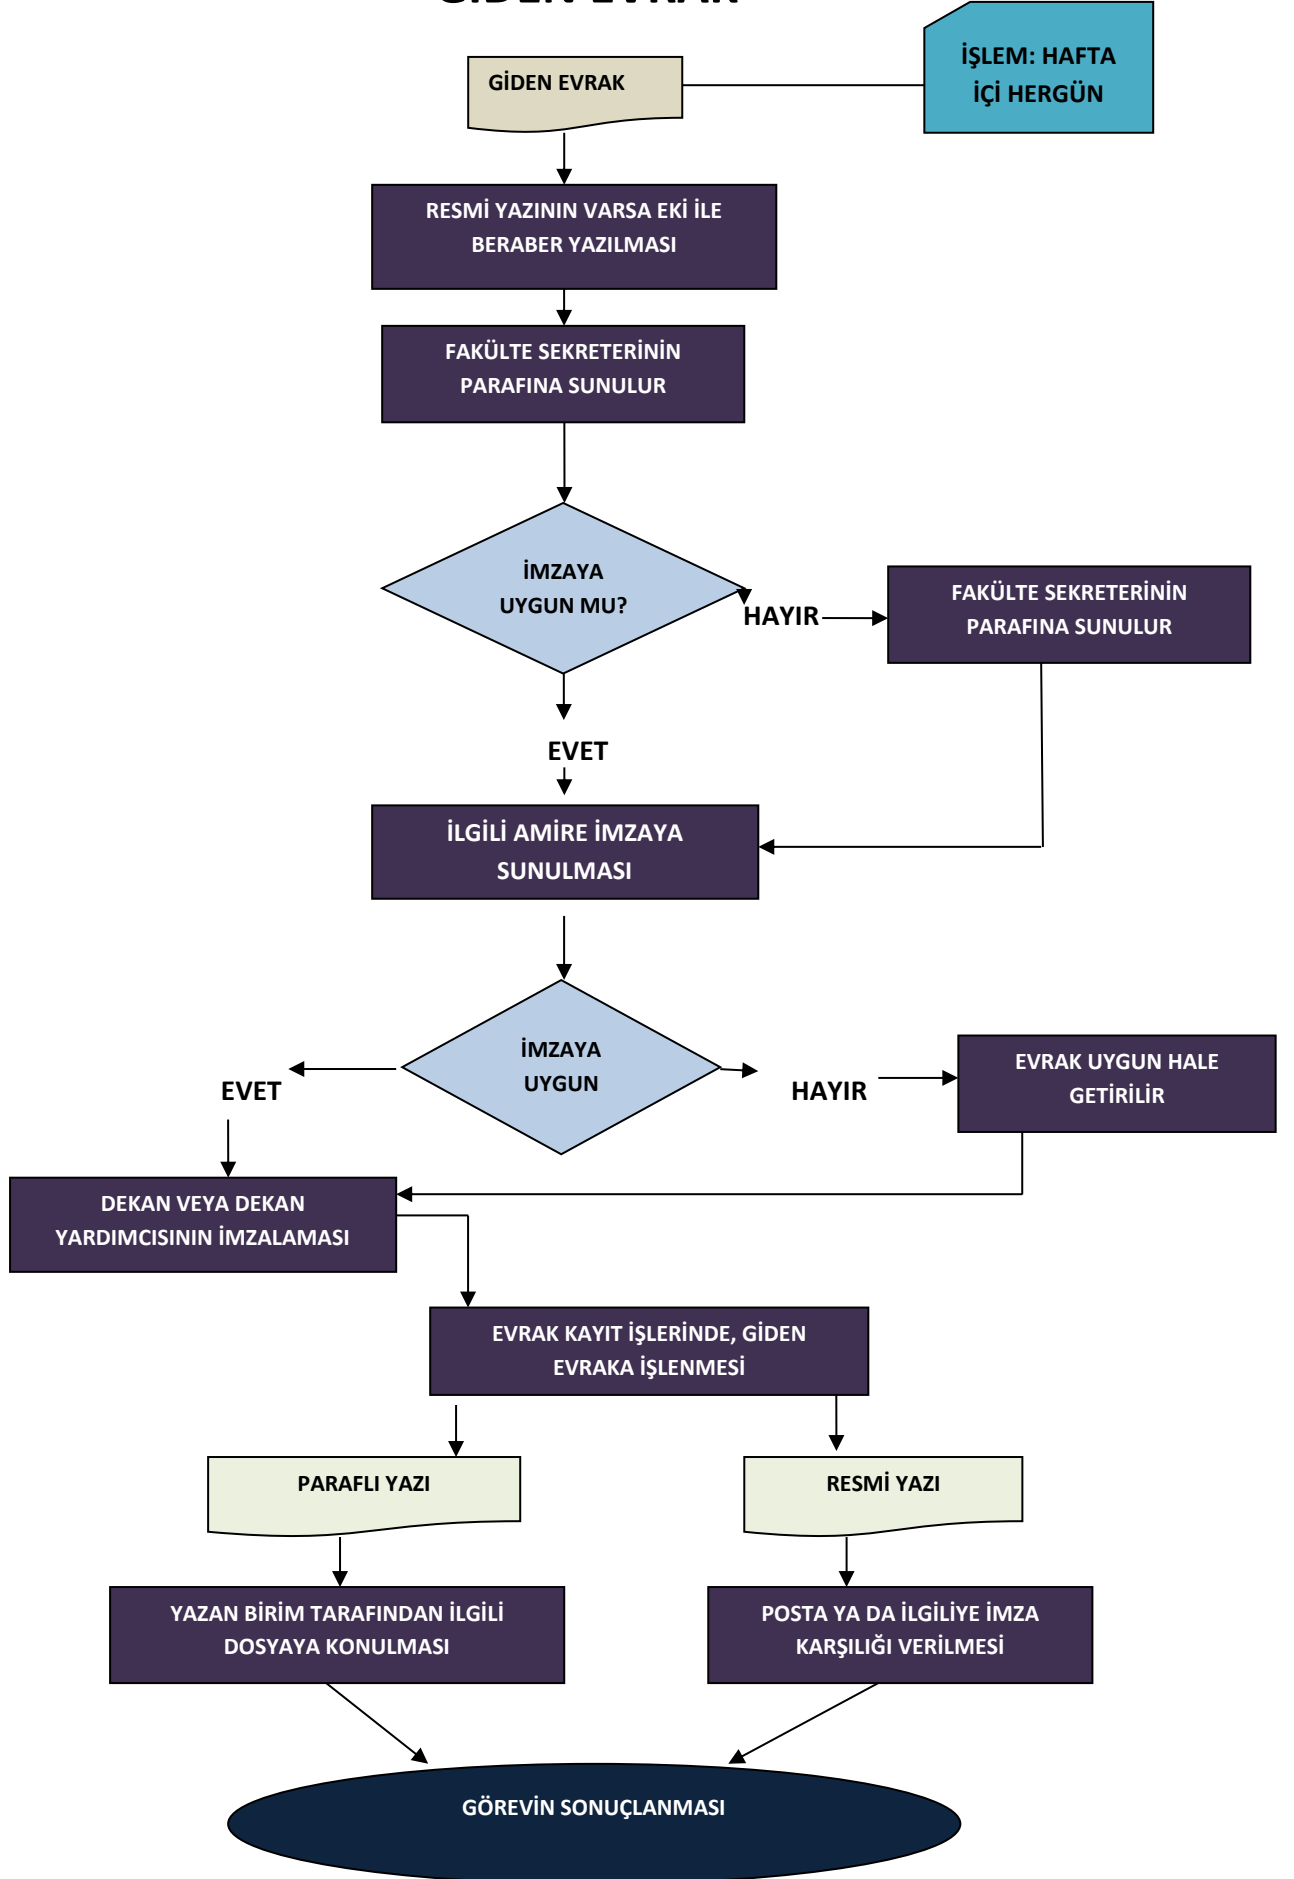 GİDEN EVRAK
İŞLEM: HAFTA
İÇİ HERGÜN
GİDEN EVRAK
RESMİ YAZININ VARSA EKİ İLE
BERABER YAZILMASI
FAKÜLTE SEKRETERİNİN
PARAFINA SUNULUR
İMZAYA
UYGUN MU?
HAYIR
FAKÜLTE SEKRETERİNİN
PARAFINA SUNULUR
EVET
İLGİLİ AMİRE İMZAYA
SUNULMASI
İMZAYA
UYGUN
EVET
HAYIR
EVRAK UYGUN HALE
GETİRİLİR
DEKAN VEYA DEKAN
YARDIMCISININ İMZALAMASI
EVRAK KAYIT İŞLERİNDE, GİDEN
EVRAKA İŞLENMESİ
PARAFLI YAZI
RESMİ YAZI
YAZAN BİRİM TARAFINDAN İLGİLİ
DOSYAYA KONULMASI
POSTA YA DA İLGİLİYE İMZA
KARŞILIĞI VERİLMESİ
GÖREVİN SONUÇLANMASI